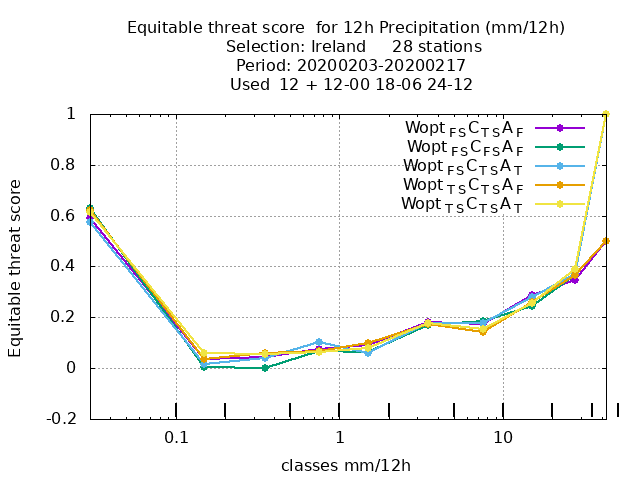 Equitable threat score  for 12h Precipitation (mm/12h)
Selection: Ireland     28 stations
Period: 20200203-20200217
Used  12 + 12-00 18-06 24-12
1
0.8
0.6
0.4
0.2
0
-0.2
Equitable threat score
Wopt FS C TS A F
Wopt FS C FS A F
Wopt FS C TS A T
Wopt TS C TS A F
Wopt TS C TS A T
0.1 1 10
classes mm/12h